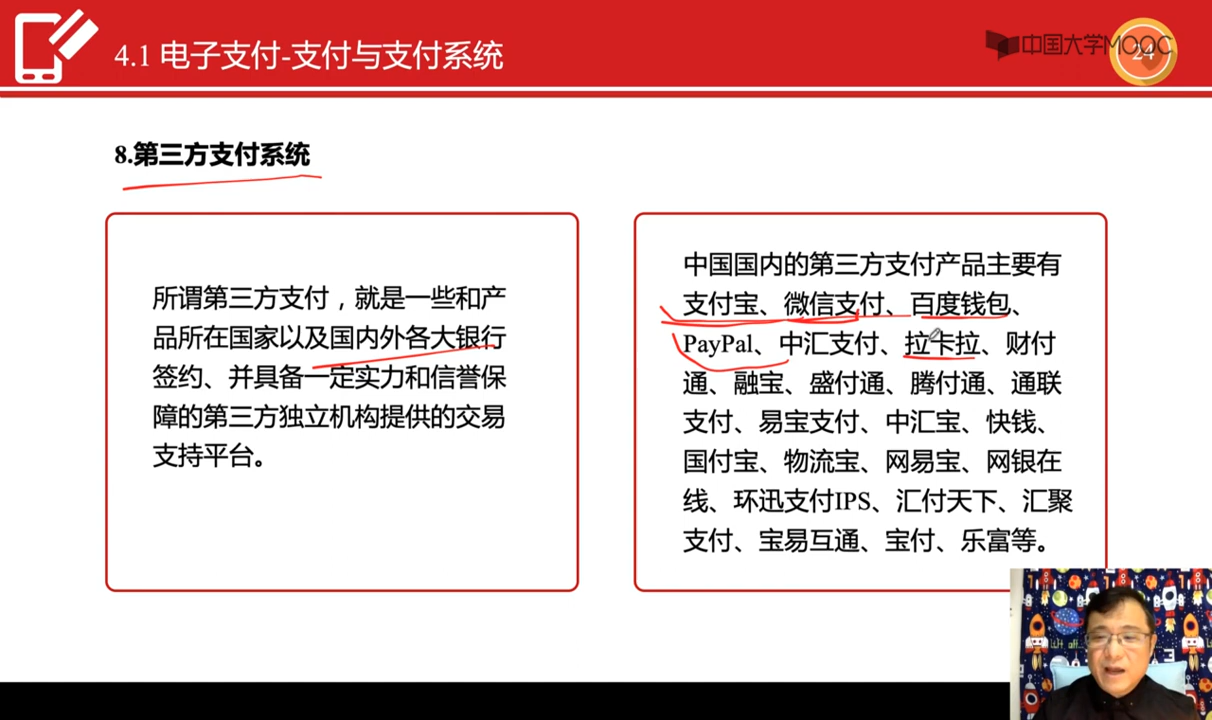 4.1 电子支付-支付与支付系统
中国大学MOOC
24
8.第三方支付系统
所谓第三方支付，就是一些和产
品所在国家以及国内外各大银行
签约、并具备一定实力和信誉保
障的第三方独立机构提供的交易
支持平台。
中国国内的第三方支付产品主要有
支付宝、微信支付、百度钱包、
PayPal、中汇支付、拉卡拉、财付
通、融宝、盛付通、腾付通、通联
支付、易宝支付、中汇宝、快钱、
国付宝、物流宝、网易宝、网银在
线、环迅支付IPS、汇付天下、汇聚
支付、宝易互通、宝付、乐富等。